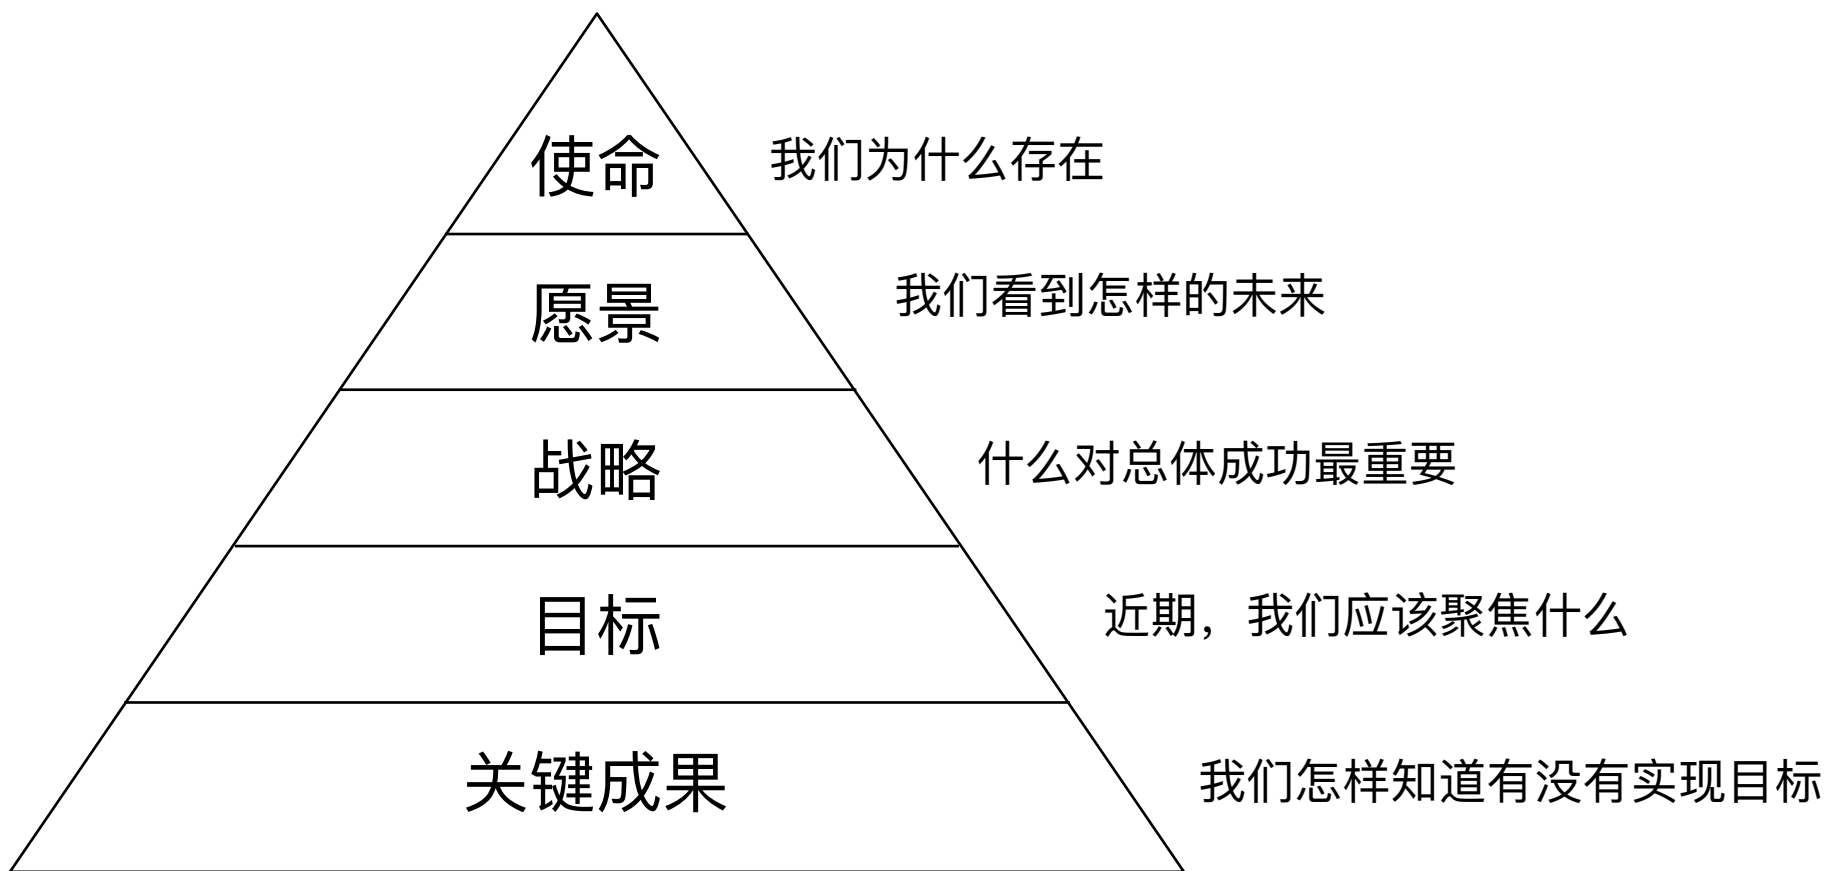 使命
我们为什么存在
愿景
我们看到怎样的未来
战略
什么对总体成功最重要
目标
近期，我们应该聚焦什么
关键成果
我们怎样知道有没有实现目标